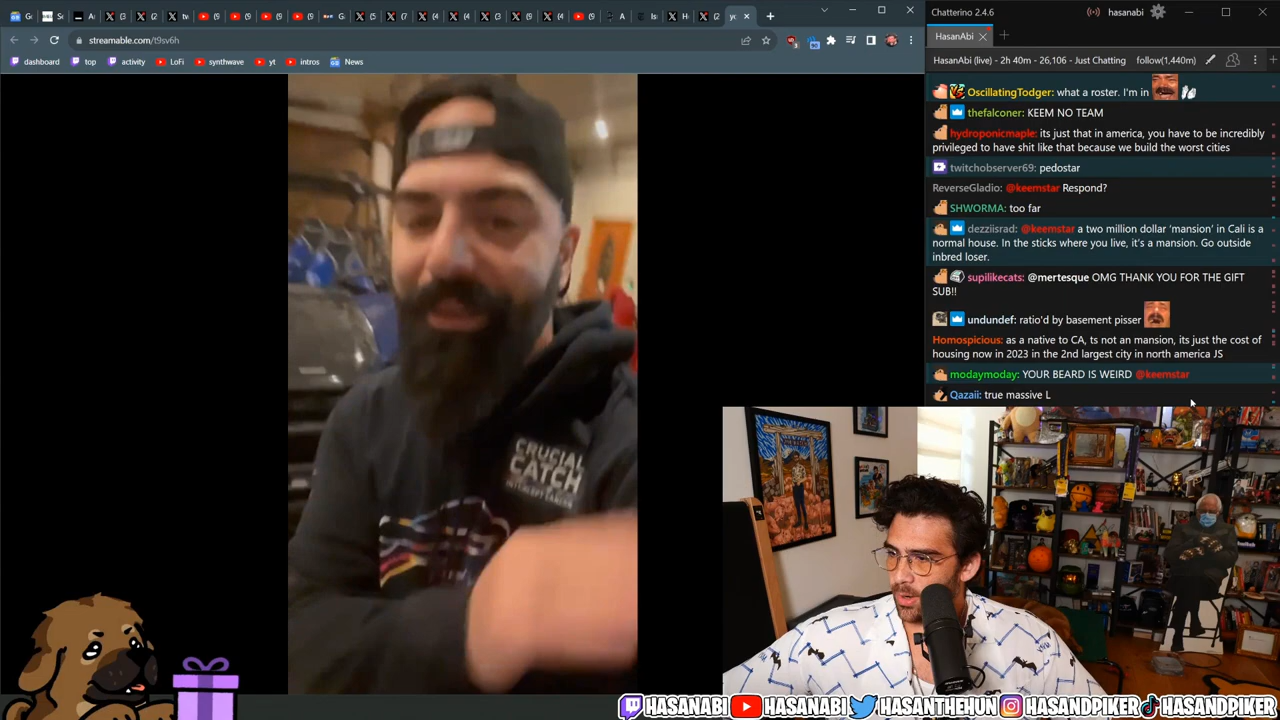 streamable.com/t9sv6h
dashboard
top
activity
LoFi
synthwave
yt
intros
News
Chatterino 2.4.6
hasanabi
HasanAbi
HasanAbi (live) - 2h 40m - 26,106 - Just Chatting
follow(1,440m)
OscillatingTodger: what a roster. I'm in
thefalconer: KEEM NO TEAM
hydroponicmaple: its just that in america, you have to be incredibly
privileged to have shit like that because we build the worst cities
twitchobserver69: pedostar
ReverseGladio: @keemstar Respond?
SHWORMA: too far
dezziisrad: @keemstar a two million dollar ‘mansion’ in Cali is a
normal house. In the sticks where you live, it’s a mansion. Go outside
inbred loser.
supilikecats: @mertesque OMG THANK YOU FOR THE GIFT
SUB!!
undundef: ratio'd by basement pisser
Homospicious: as a native to CA, ts not an mansion, its just the cost of
housing now in 2023 in the 2nd largest city in north america JS
modaymoday: YOUR BEARD IS WEIRD @keemstar
Qazaii: true massive L
CRUCIAL
CATCH
HASANABI
HASANABI
HASANTHEHUN
HASANDPIKER
HASANDPIKER